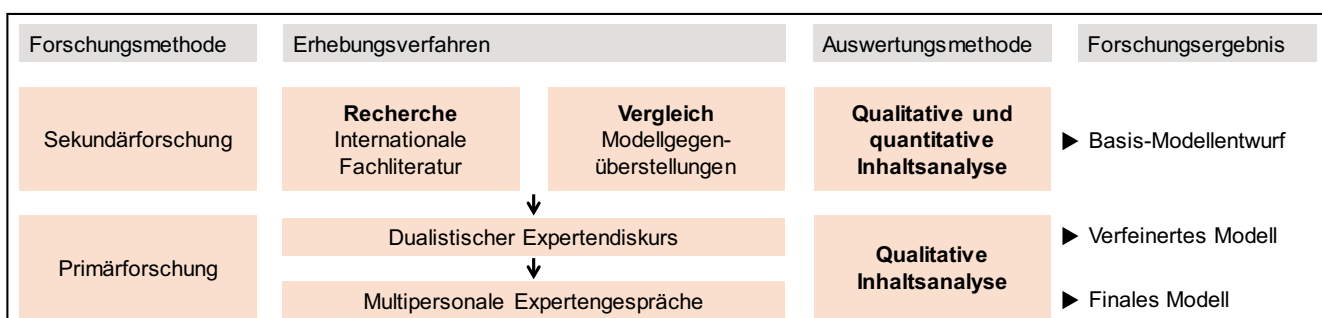 Forschungsmethode
Erhebungsverfahren
Auswertungsmethode
Forschungsergebnis
Sekundärforschung
Recherche
Internationale
Fachliteratur
Vergleich
Modellgegen-
überstellungen
Qualitative und
quantitative
Inhaltsanalyse
Basis-Modellentwurf
Primärforschung
Dualistischer Expertendiskurs
Multipersonale Expertengespräche
Qualitative
Inhaltsanalyse
Verfeinertes Modell
Finales Modell